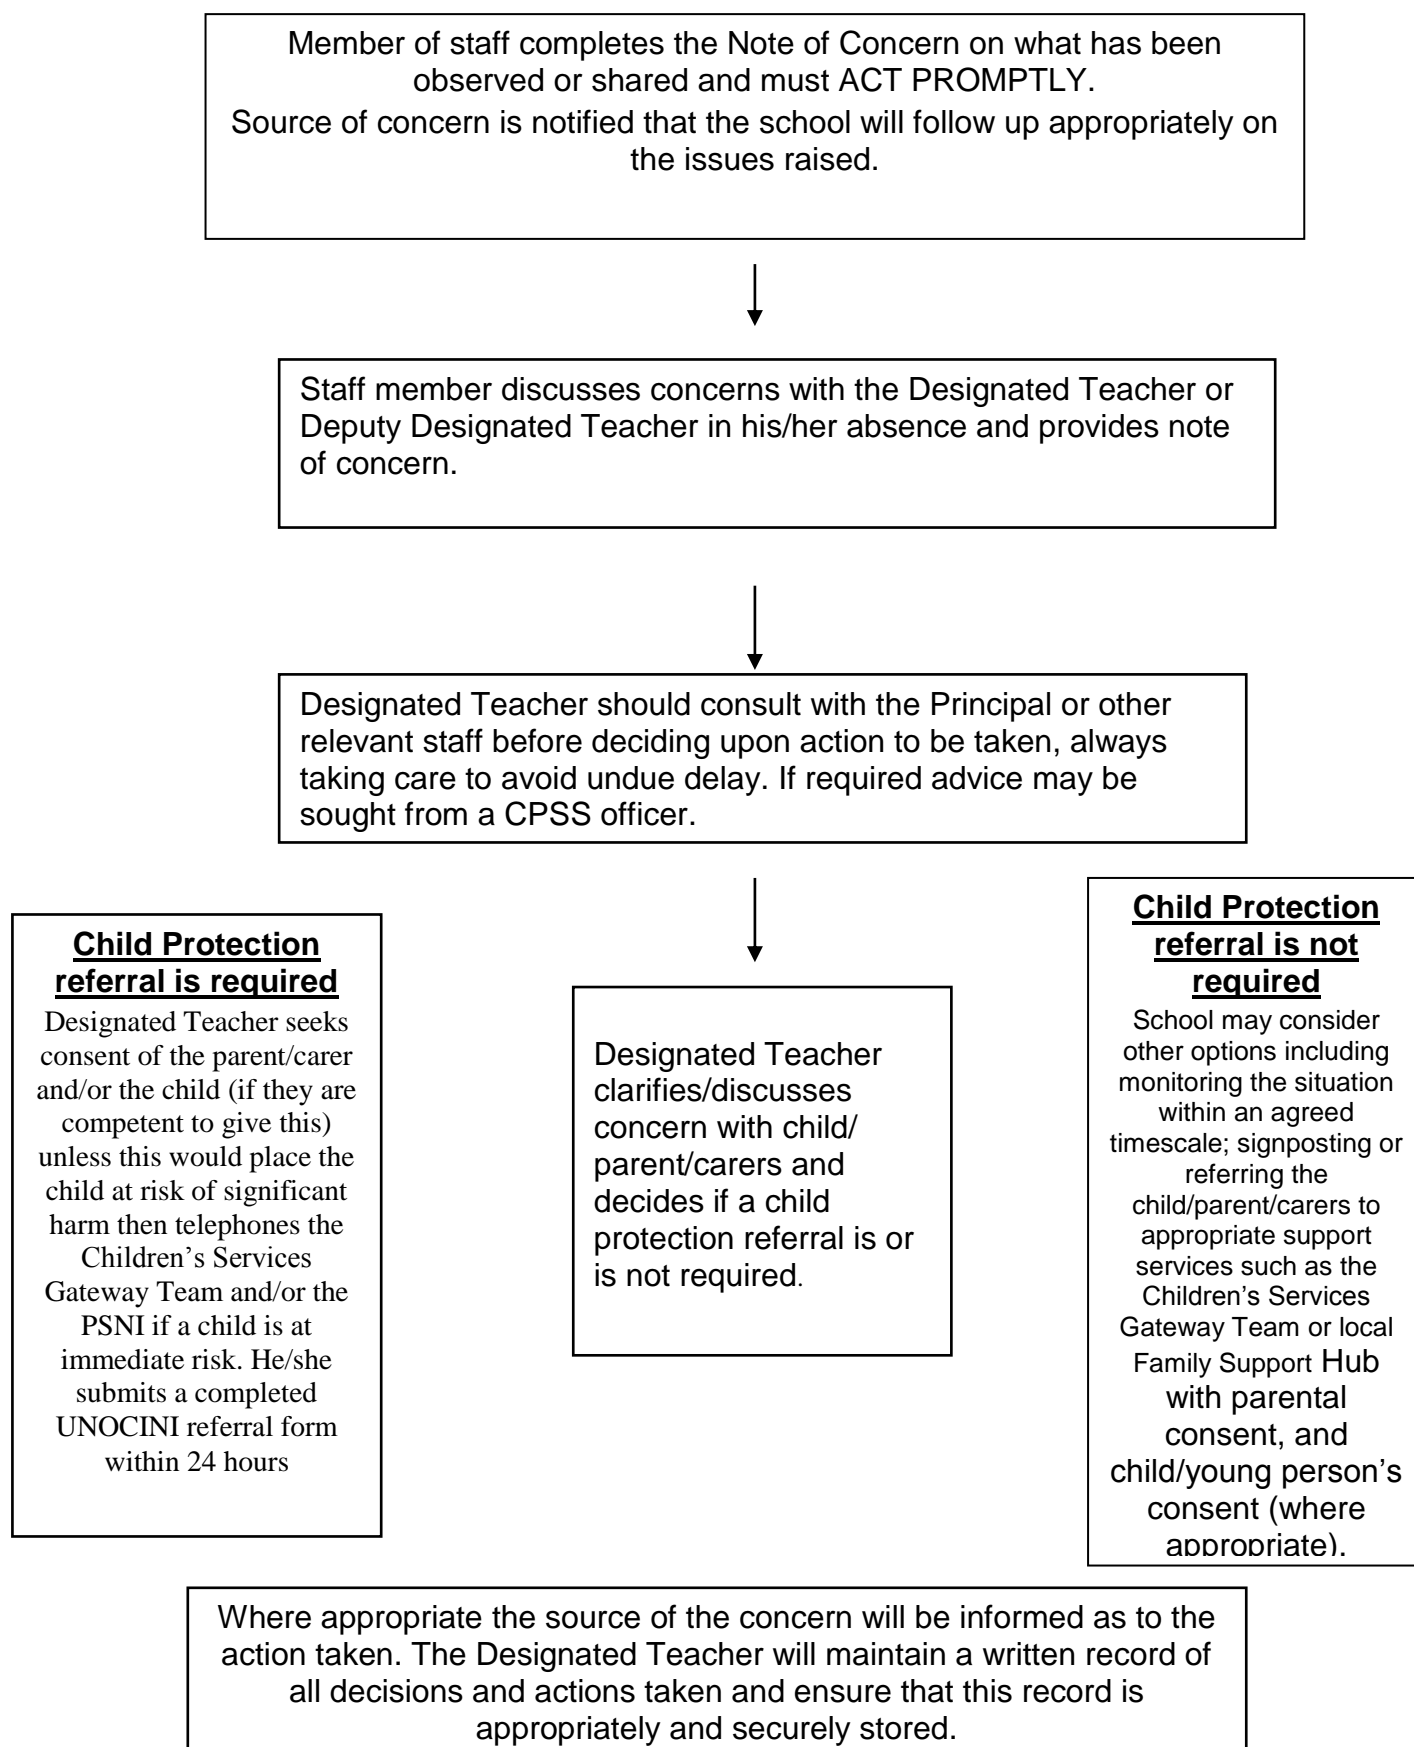 Member of staff completes the Note of Concern on what has been
observed or shared and must ACT PROMPTLY.
Source of concern is notified that the school will follow up appropriately on
the issues raised.
Staff member discusses concerns with the Designated Teacher or
Deputy Designated Teacher in his/her absence and provides note
of concern.
Designated Teacher should consult with the Principal or other
relevant staff before deciding upon action to be taken, always
taking care to avoid undue delay. If required advice may be
sought from a CPSS officer.
Child Protection
referral is required
Designated Teacher seeks
consent of the parent/carer
and/or the child (if they are
competent to give this)
unless this would place the
child at risk of significant
harm then telephones the
Children’s Services
Gateway Team and/or the
PSNI if a child is at
immediate risk. He/she
submits a completed
UNOCINI referral form
within 24 hours
Designated Teacher
clarifies/discusses
concern with child/
parent/carers and
decides if a child
protection referral is or
is not required.
Child Protection
referral is not
required
School may consider
other options including
monitoring the situation
within an agreed
timescale; signposting or
referring the
child/parent/carers to
appropriate support
services such as the
Children’s Services
Gateway Team or local
Family Support Hub
with parental
consent, and
child/young person’s
consent (where
appropriate).
Where appropriate the source of the concern will be informed as to the
action taken. The Designated Teacher will maintain a written record of
all decisions and actions taken and ensure that this record is
appropriately and securely stored.